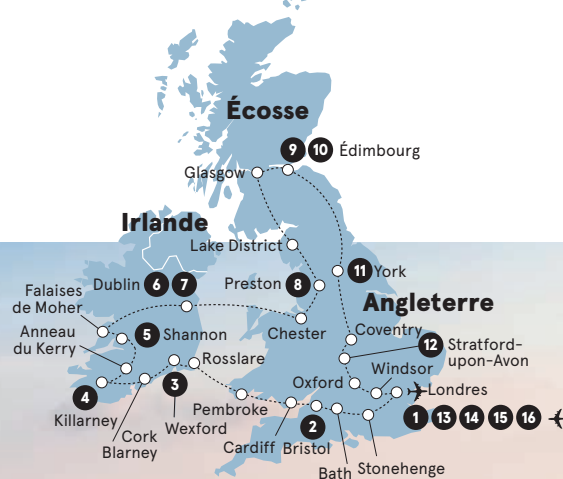 Écosse
9 10 Édimbourg
Glasgow
Irlande
Lake District
Dublin 6 7
Preston 8
11 York
Falaises
de Moher
Angleterre
Chester
Coventry
Anneau
du Kerry
5 Shannon
12 Stratford-
upon-Avon
Rosslare
Windsor
Oxford
Londres
4
Killarney
3
Wexford
Pembroke
1 13 14 15 16
2
Bristol
Cork
Blarney
Cardiff
Bath
Stonehenge